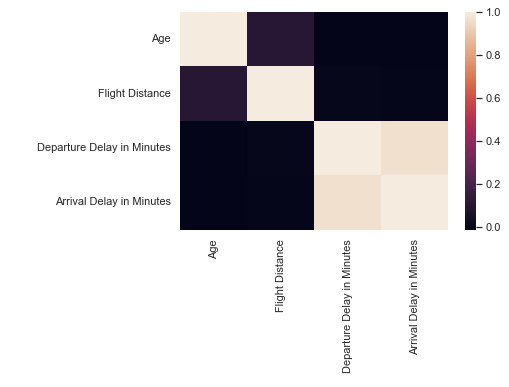 Age
Flight Distance
Departure Delay in Minutes
Arrival Delay in Minutes
Age
Flight Distance
Departure Delay in Minutes
Arrival Delay in Minutes
1.0
0.8
0.6
0.4
0.2
0.0